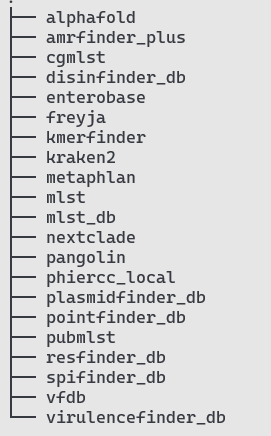 .
├── alphafold
├── amrfinder_plus
├── cgmlst
├── disinfinder_db
├── enterobase
├── freyja
├── kmerfinder
├── kraken2
├── metaphlan
├── mlst
├── mlst_db
├── nextclade
├── pangolin
├── phiercc_local
├── plasmidfinder_db
├── pointfinder_db
├── pubmlst
├── resfinder_db
├── spifinder_db
├── vfdb
└── virulencefinder_db